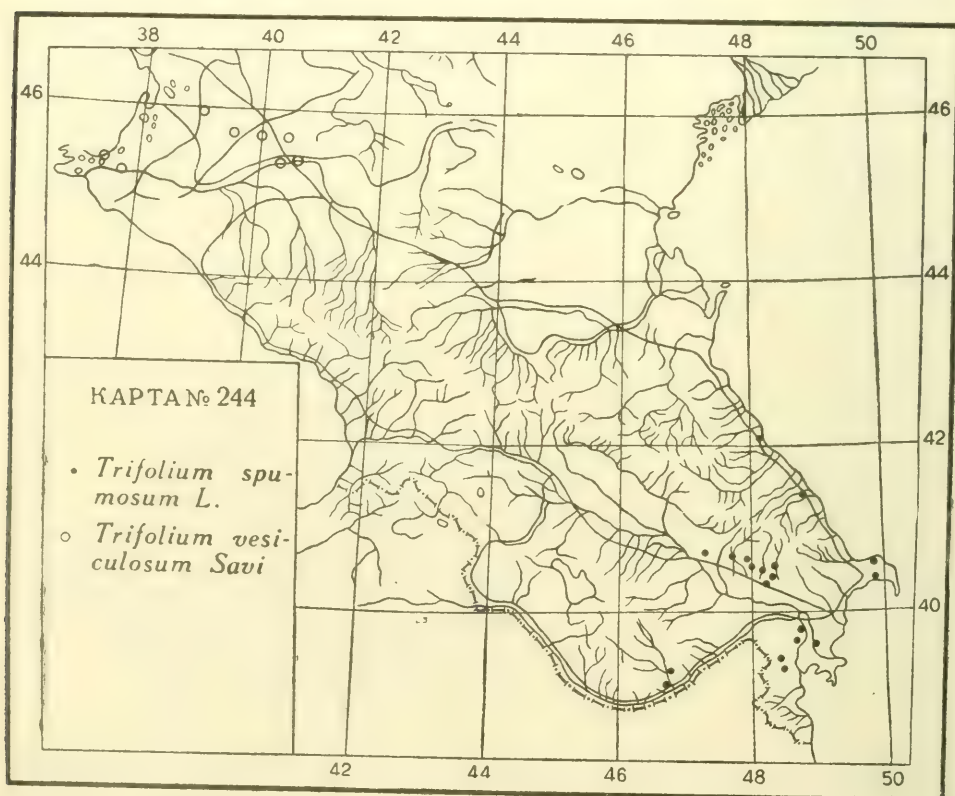 38 40 42 44 46 48 50
46 46
44 44
КАРТА № 244
• Trifolium spu-
mosum L.
○ Trifolium vesi-
culosum Savi
42
40
42 44 46 48 50